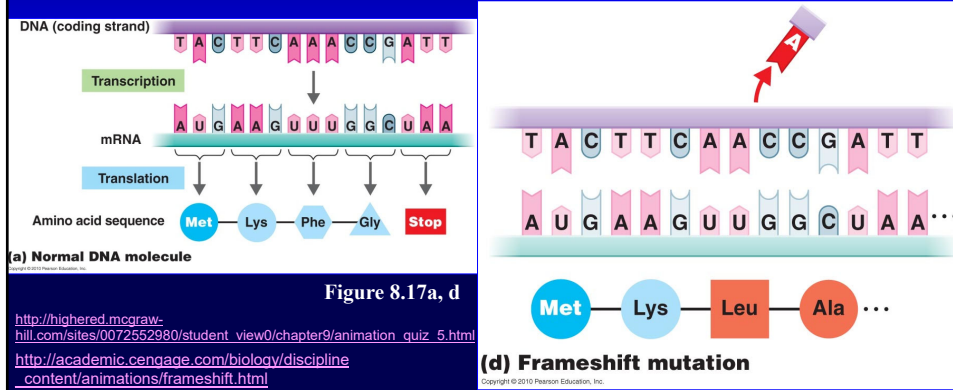 DNA (coding strand)
T A C T T C A A A C C G A T T
Transcription
A U G A A G U U U G G C U A A
mRNA
Translation
Amino acid sequence
Met Lys Phe Gly Stop
(a) Normal DNA molecule
Copyright © 2010 Pearson Education, Inc.
Figure 8.17a, d
http://highered.mcgraw-
hill.com/sites/0072552980/student_view0/chapter9/animation_quiz_5.html
http://academic.cengage.com/biology/discipline
_content/animations/frameshift.html
A
T A C T T C A A C C G A T T
A U G A A G U U G G C U A A ...
Met Lys Leu Ala ...
(d) Frameshift mutation
Copyright © 2010 Pearson Education, Inc.